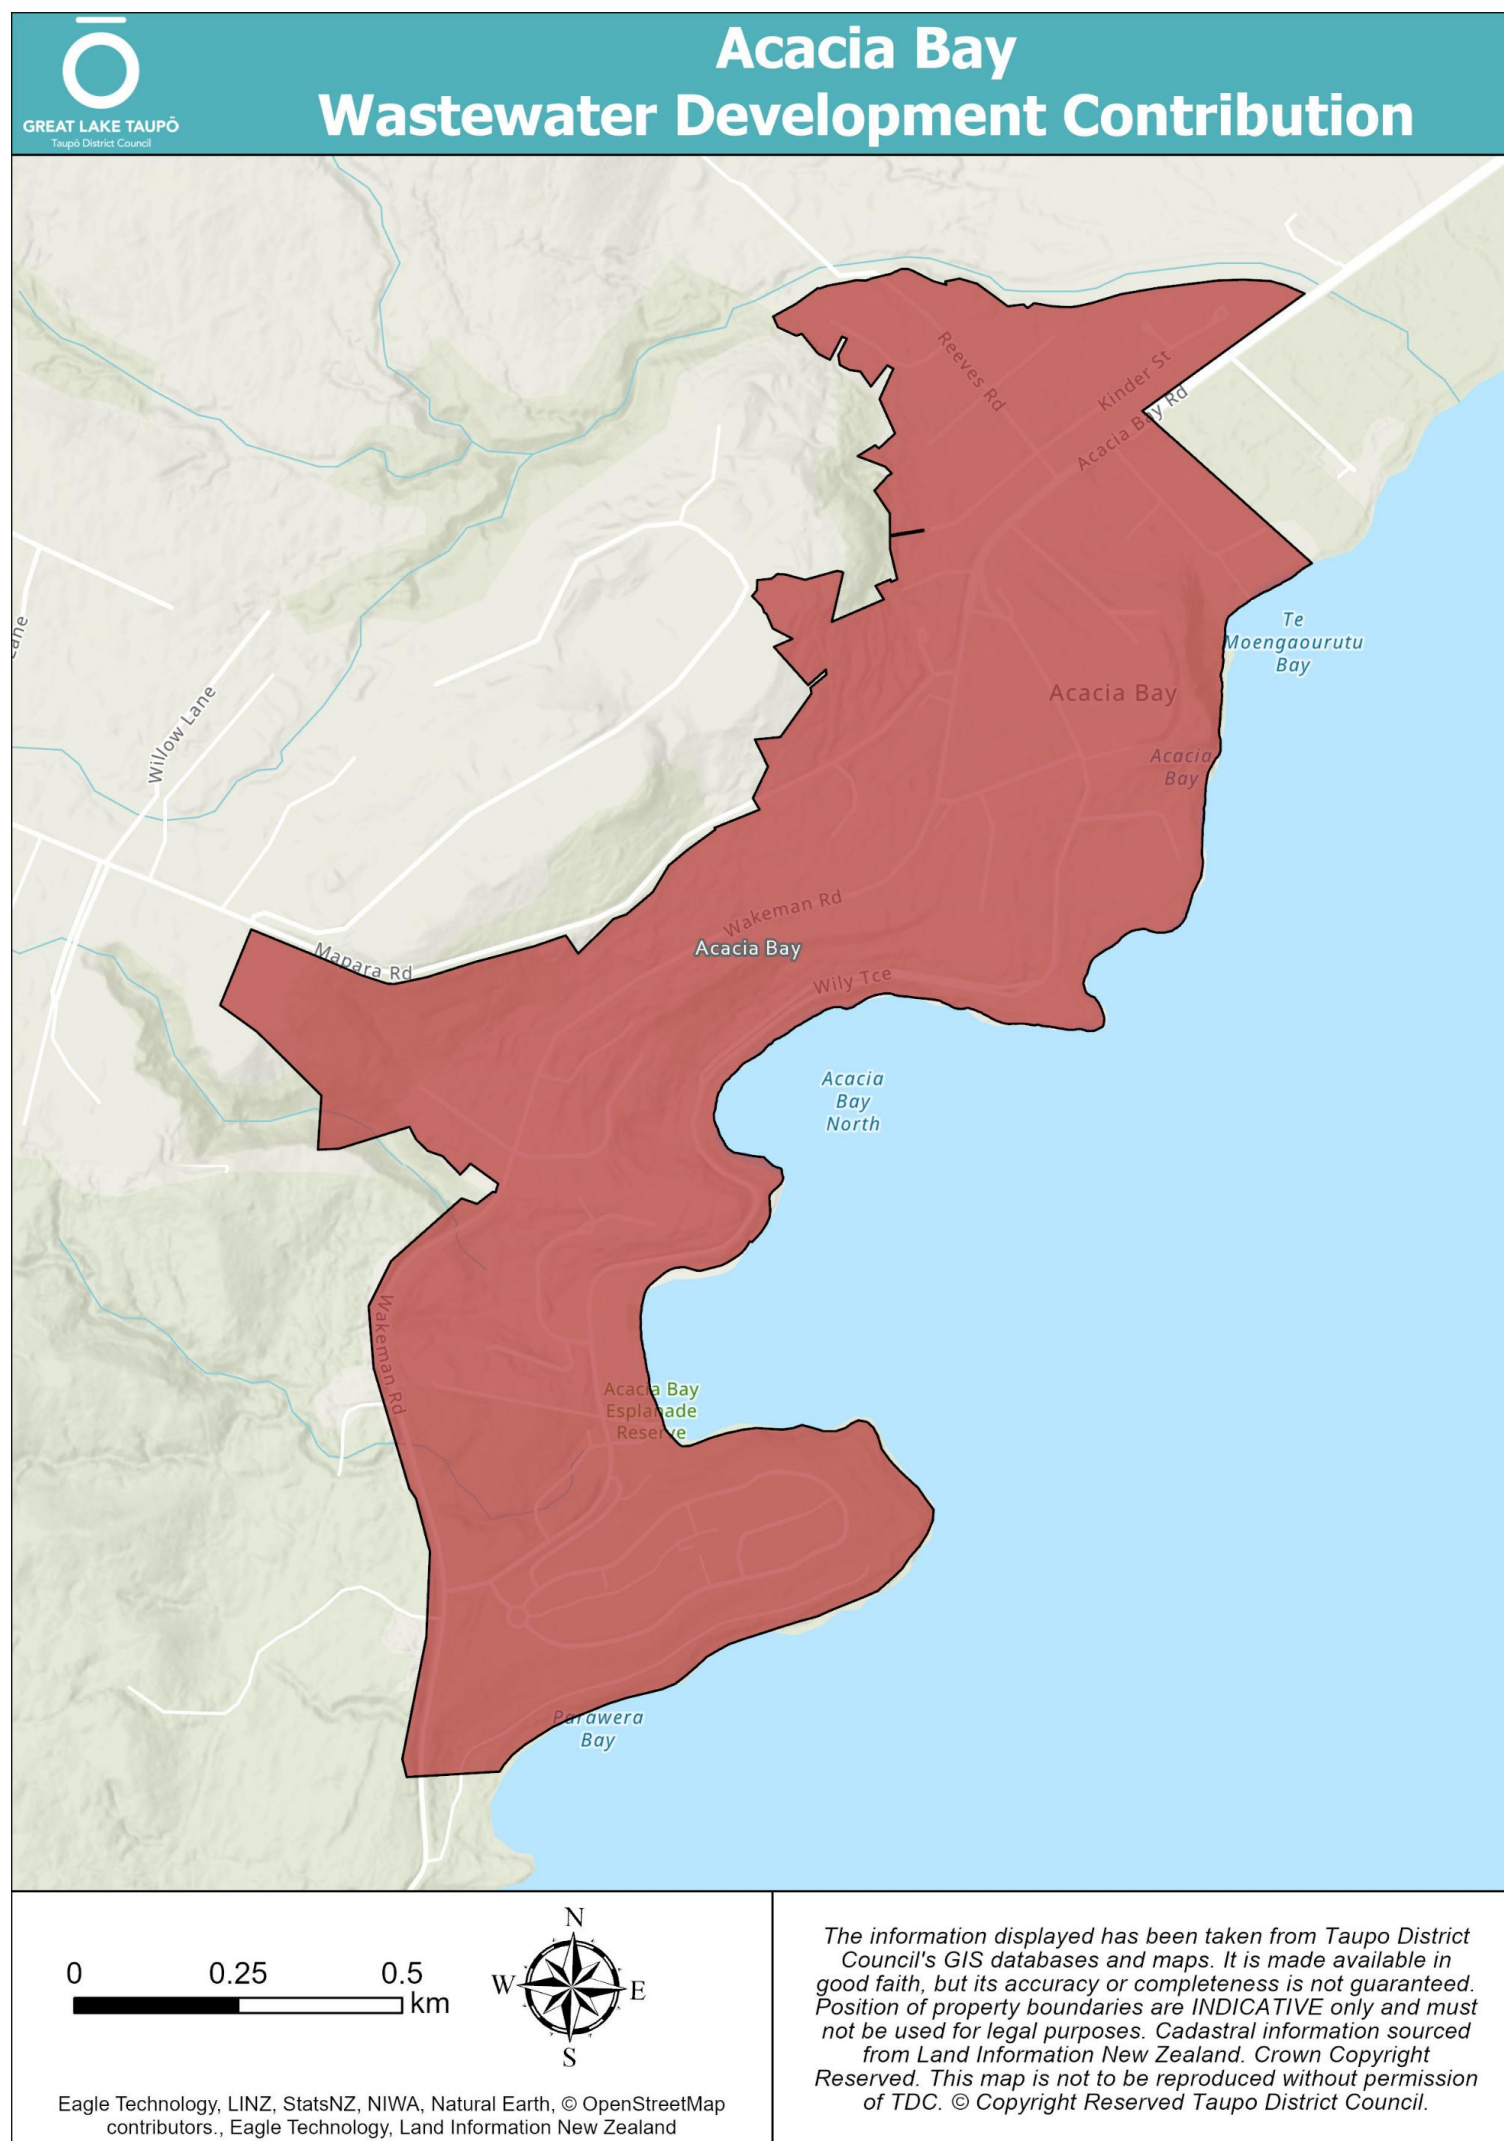 GREAT LAKE TAUPŌ
Taupō District Council
Acacia Bay
Wastewater Development Contribution
Reeves Rd
Kinder St
Acacia Bay Rd
Te
Moengaourutu
Bay
Acacia Bay
Acacia
Bay
Willow Lane
Wakeman Rd
Acacia Bay
Mapara Rd
Wily Tce
Acacia
Bay
North
Wakeman Rd
Acacia Bay
Esplanade
Reserve
Parawera
Bay
0 0.25 0.5
km
N
W E
S
Eagle Technology, LINZ, StatsNZ, NIWA, Natural Earth, © OpenStreetMap
contributors., Eagle Technology, Land Information New Zealand
The information displayed has been taken from Taupo District
Council's GIS databases and maps. It is made available in
good faith, but its accuracy or completeness is not guaranteed.
Position of property boundaries are INDICATIVE only and must
not be used for legal purposes. Cadastral information sourced
from Land Information New Zealand. Crown Copyright
Reserved. This map is not to be reproduced without permission
of TDC. © Copyright Reserved Taupo District Council.